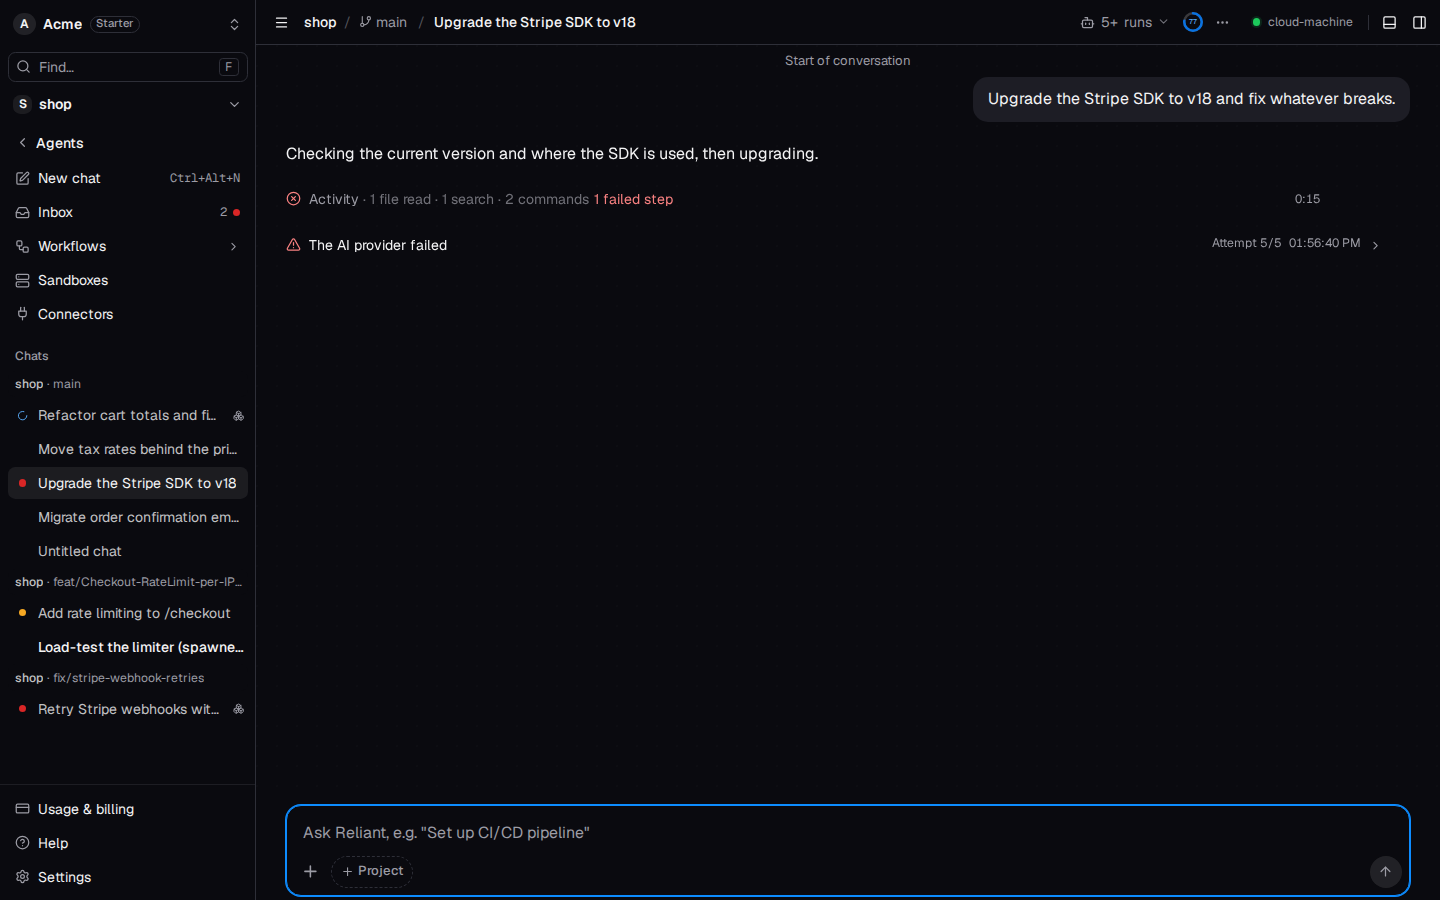 A Acme Starter
Find... F
S shop
Agents
New chat Ctrl+Alt+N
Inbox 2
Workflows
Sandboxes
Connectors
Chats
shop · main
Refactor cart totals and fi...
Move tax rates behind the pri...
Upgrade the Stripe SDK to v18
Migrate order confirmation em...
Untitled chat
shop · feat/Checkout-RateLimit-per-IP...
Add rate limiting to /checkout
Load-test the limiter (spawne...
shop · fix/stripe-webhook-retries
Retry Stripe webhooks wit...
Usage & billing
Help
Settings
shop / main / Upgrade the Stripe SDK to v18
5+ runs 77 ... cloud-machine
Start of conversation
Upgrade the Stripe SDK to v18 and fix whatever breaks.
Checking the current version and where the SDK is used, then upgrading.
Activity · 1 file read · 1 search · 2 commands 1 failed step 0:15
The AI provider failed Attempt 5/5 01:56:40 PM
Ask Reliant, e.g. "Set up CI/CD pipeline"
+ Project